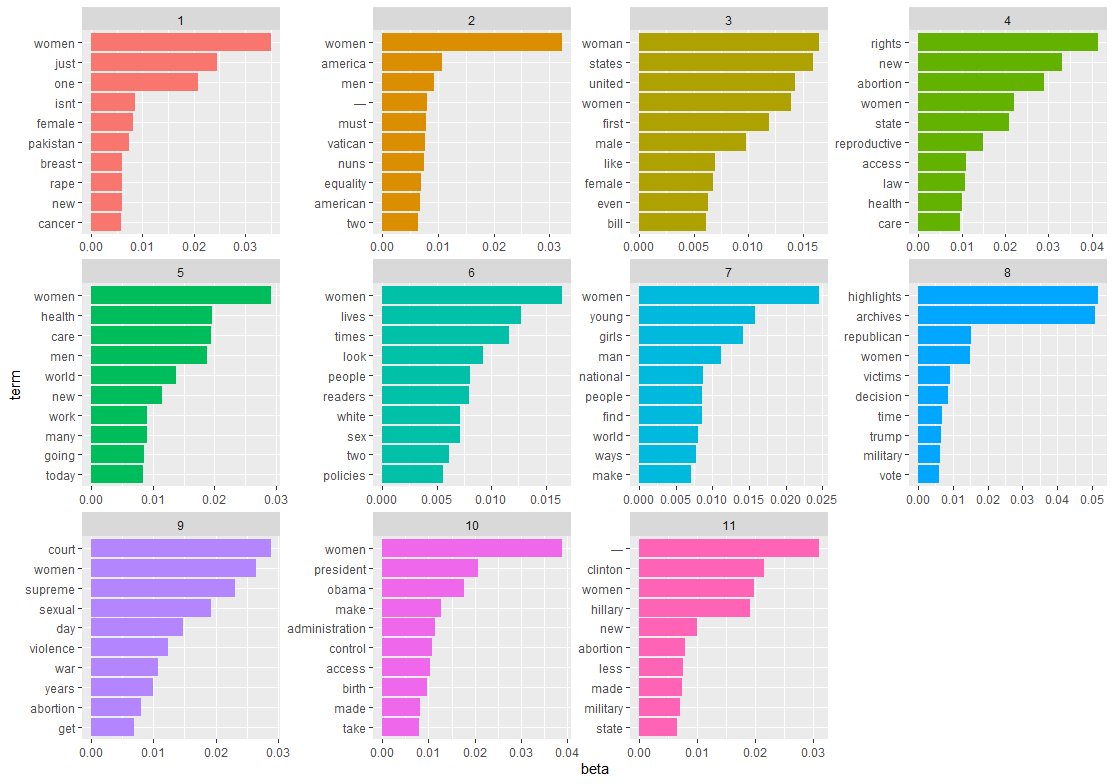 1
women
just
one
isnt
female
pakistan
breast
rape
new
cancer
0.00 0.01 0.02 0.03
2
women
america
men
—
must
vatican
nuns
equality
american
two
0.00 0.01 0.02 0.03
3
woman
states
united
women
first
male
like
female
even
bill
0.000 0.005 0.010 0.015
4
rights
new
abortion
women
state
reproductive
access
law
health
care
0.00 0.01 0.02 0.03 0.04
5
women
health
care
men
world
new
work
many
going
today
0.00 0.01 0.02 0.03
6
women
lives
times
look
people
readers
white
sex
two
policies
0.000 0.005 0.010 0.015
7
women
young
girls
man
national
people
find
world
ways
make
0.000 0.005 0.010 0.015 0.020 0.025
8
highlights
archives
republican
women
victims
decision
time
trump
military
vote
0.00 0.01 0.02 0.03 0.04 0.05
9
court
women
supreme
sexual
day
violence
war
years
abortion
get
0.00 0.01 0.02 0.03
10
women
president
obama
make
administration
control
access
birth
made
take
0.00 0.01 0.02 0.03 0.04
11
—
clinton
women
hillary
new
abortion
less
made
military
state
0.00 0.01 0.02 0.03
term
beta